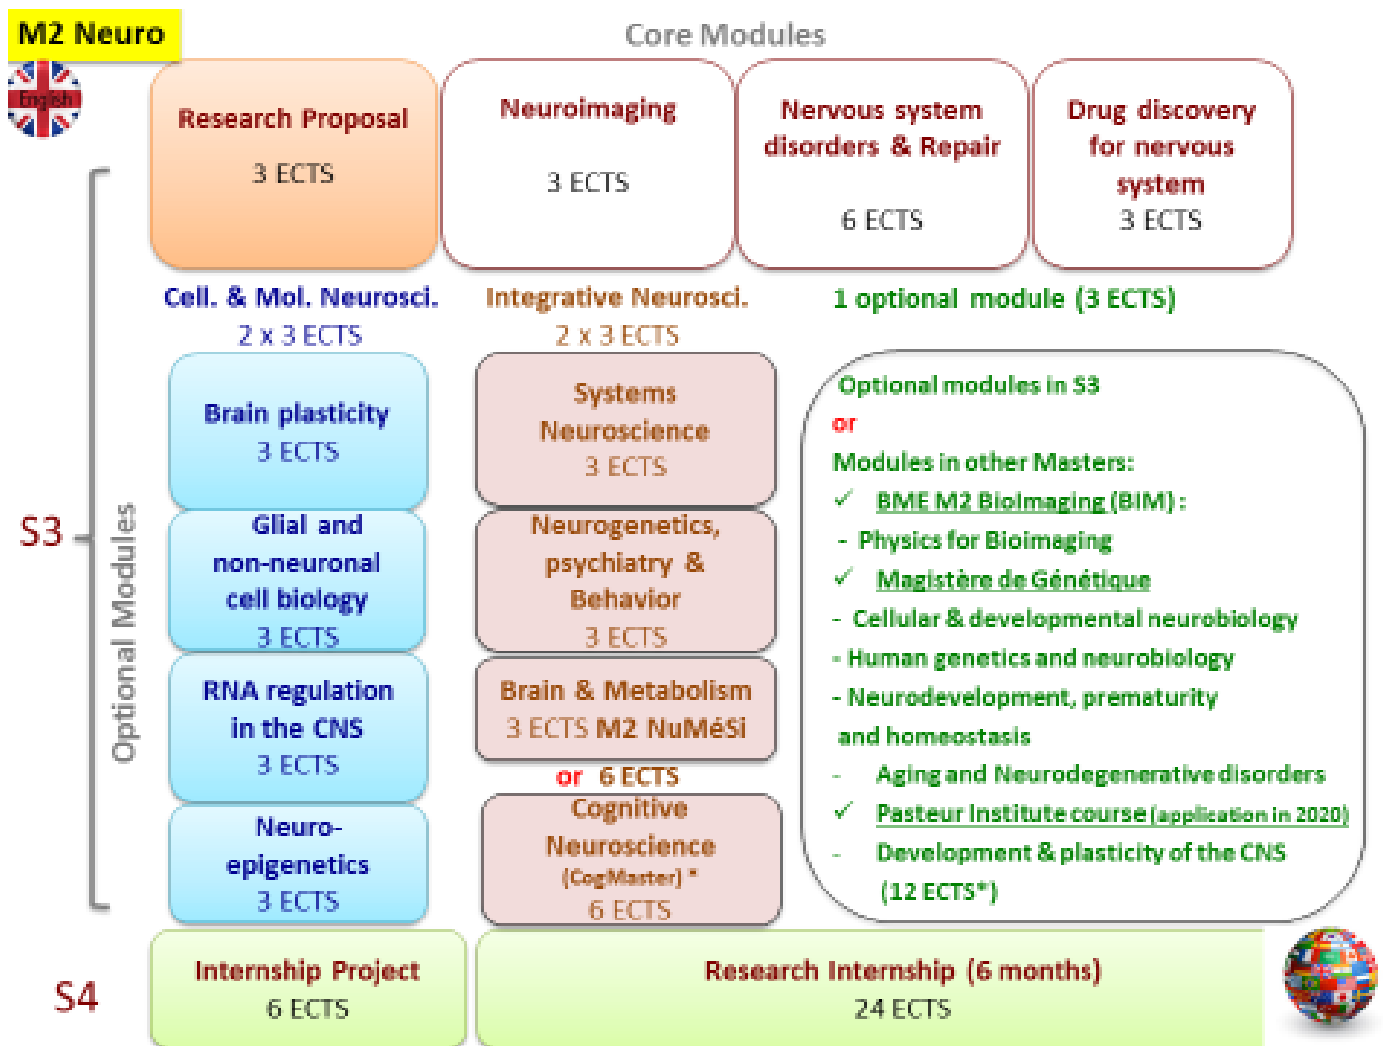 M2 Neuro
Core Modules
English
Research Proposal
3 ECTS
Neuroimaging
3 ECTS
Nervous system
disorders & Repair
6 ECTS
Drug discovery
for nervous
system
3 ECTS
S3
Optional Modules
Cell. & Mol. Neurosci.
2 x 3 ECTS
Brain plasticity
3 ECTS
Glial and
non-neuronal
cell biology
3 ECTS
RNA regulation
in the CNS
3 ECTS
Neuro-
epigenetics
3 ECTS
Integrative Neurosci.
2 x 3 ECTS
Systems
Neuroscience
3 ECTS
Neurogenetics,
psychiatry &
Behavior
3 ECTS
Brain & Metabolism
3 ECTS M2 NuMéSi
or 6 ECTS
Cognitive
Neuroscience
(CogMaster) *
6 ECTS
1 optional module (3 ECTS)
Optional modules in S3
or
Modules in other Masters:
✓ BME M2 BioImaging (BIM) :
- Physics for Bioimaging
✓ Magistère de Génétique
- Cellular & developmental neurobiology
- Human genetics and neurobiology
- Neurodevelopment, prematurity
and homeostasis
- Aging and Neurodegenerative disorders
✓ Pasteur Institute course (application in 2020)
- Development & plasticity of the CNS
(12 ECTS*)
S4
Internship Project
6 ECTS
Research Internship (6 months)
24 ECTS